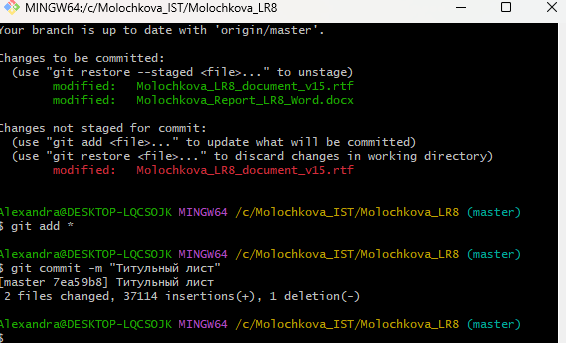 MINGW64:/c/Molochkova_IST/Molochkova_LR8
Your branch is up to date with 'origin/master'.
Changes to be committed:
(use "git restore --staged <file>..." to unstage)
modified: Molochkova_LR8_document_v15.rtf
modified: Molochkova_Report_LR8_Word.docx
Changes not staged for commit:
(use "git add <file>..." to update what will be committed)
(use "git restore <file>..." to discard changes in working directory)
modified: Molochkova_LR8_document_v15.rtf
Alexandra@DESKTOP-LQCSOJK MINGW64 /c/Molochkova_IST/Molochkova_LR8 (master)
$ git add *
Alexandra@DESKTOP-LQCSOJK MINGW64 /c/Molochkova_IST/Molochkova_LR8 (master)
$ git commit -m "Титульный лист"
[master 7ea59b8] Титульный лист
2 files changed, 37114 insertions(+), 1 deletion(-)
Alexandra@DESKTOP-LQCSOJK MINGW64 /c/Molochkova_IST/Molochkova_LR8 (master)
$